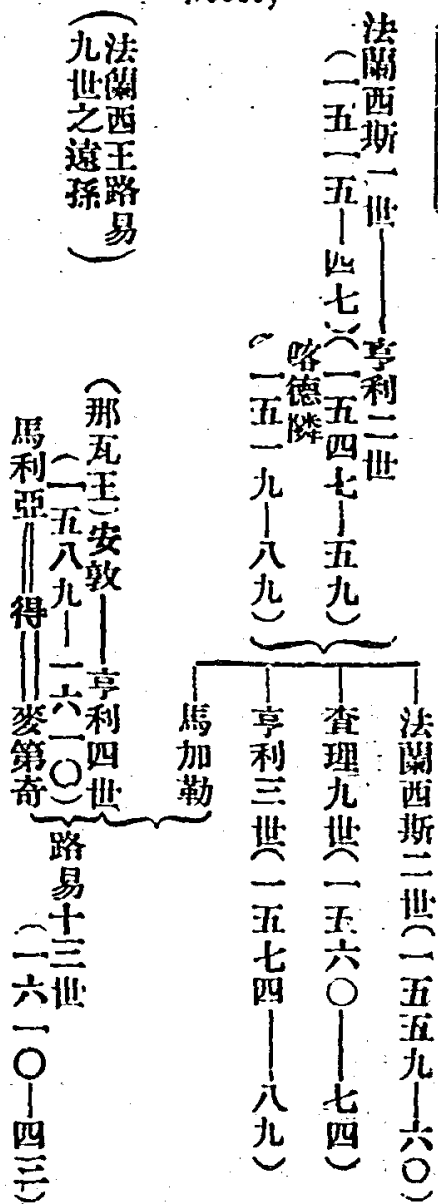 法蘭西斯一世——亨利二世
（一五一五—四七）（一五四七—五九）
喀德隣
（一五一九—八九）
法蘭西斯二世（一五五九—六〇）
查理九世（一五六〇——七四）
亨利三世（一五七四——八九）
馬加勒
（法蘭西王路易
九世之遠孫）
（那瓦王）安敦——亨利四世
（一五八九—一六一〇）
馬利亞＝得＝麥第奇
路易十三世
（一六一〇—四三）